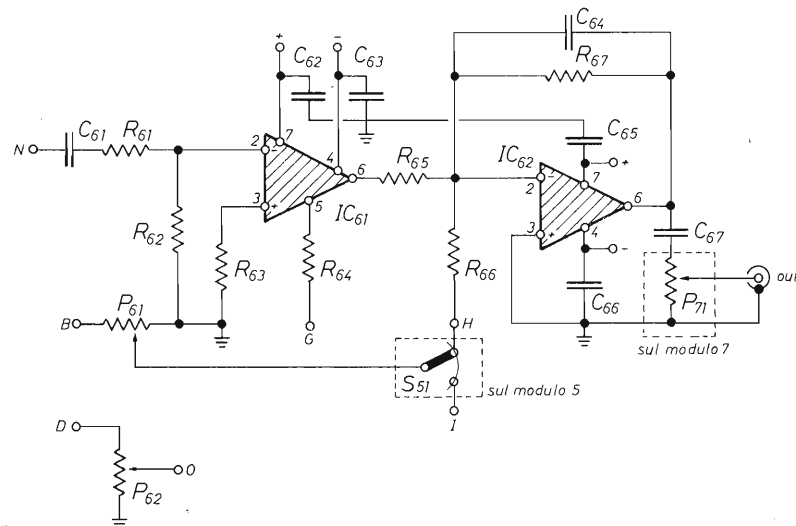 C64
R67
+
-
C62
C63
N
C61
R61
2
-
7
4
6
R65
C65
IC62
7
+
-
2
3
+
5
IC61
6
3
+
4
-
C67
R62
R63
R64
R66
C66
P71
out
P61
B
G
H
sul modulo 7
S51
sul modulo 5
I
D
O
P62